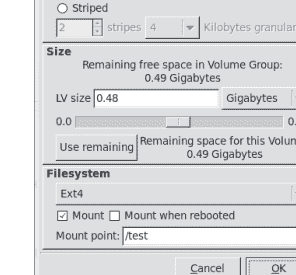 Striped
2 stripes 4 Kilobytes granular
Size
Remaining free space in Volume Group:
0.49 Gigabytes
LV size 0.48 Gigabytes
0.0 0.
Use remaining
Remaining space for this Volun
0.49 Gigabytes
Filesystem
Ext4
Mount Mount when rebooted
Mount point: /test
Cancel OK